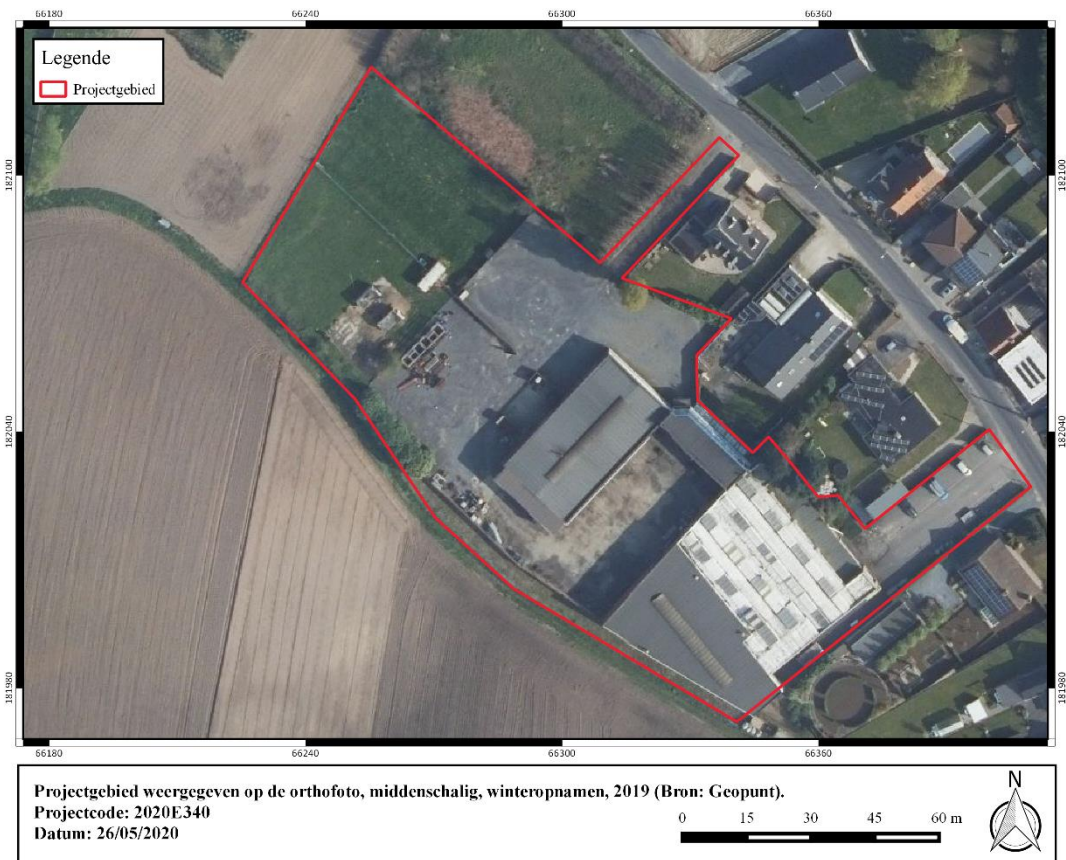 66180 66240 66300 66360
Legende
Projectgebied
182100 182100
182040 182040
181980 181980
66180 66240 66300 66360
Projectgebied weergegeven op de orthofoto, middenschalig, winteropnamen, 2019 (Bron: Geopunt).
Projectcode: 2020E340
Datum: 26/05/2020
N
0 15 30 45 60 m